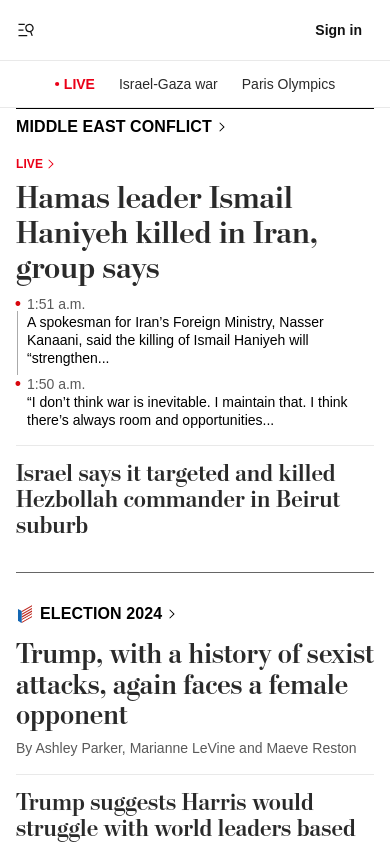 Sign in
• LIVE Israel-Gaza war Paris Olympics
MIDDLE EAST CONFLICT
LIVE
Hamas leader Ismail
Haniyeh killed in Iran,
group says
1:51 a.m.
A spokesman for Iran’s Foreign Ministry, Nasser
Kanaani, said the killing of Ismail Haniyeh will
“strengthen...
1:50 a.m.
“I don’t think war is inevitable. I maintain that. I think
there’s always room and opportunities...
Israel says it targeted and killed
Hezbollah commander in Beirut
suburb
ELECTION 2024
Trump, with a history of sexist
attacks, again faces a female
opponent
By Ashley Parker, Marianne LeVine and Maeve Reston
Trump suggests Harris would
struggle with world leaders based